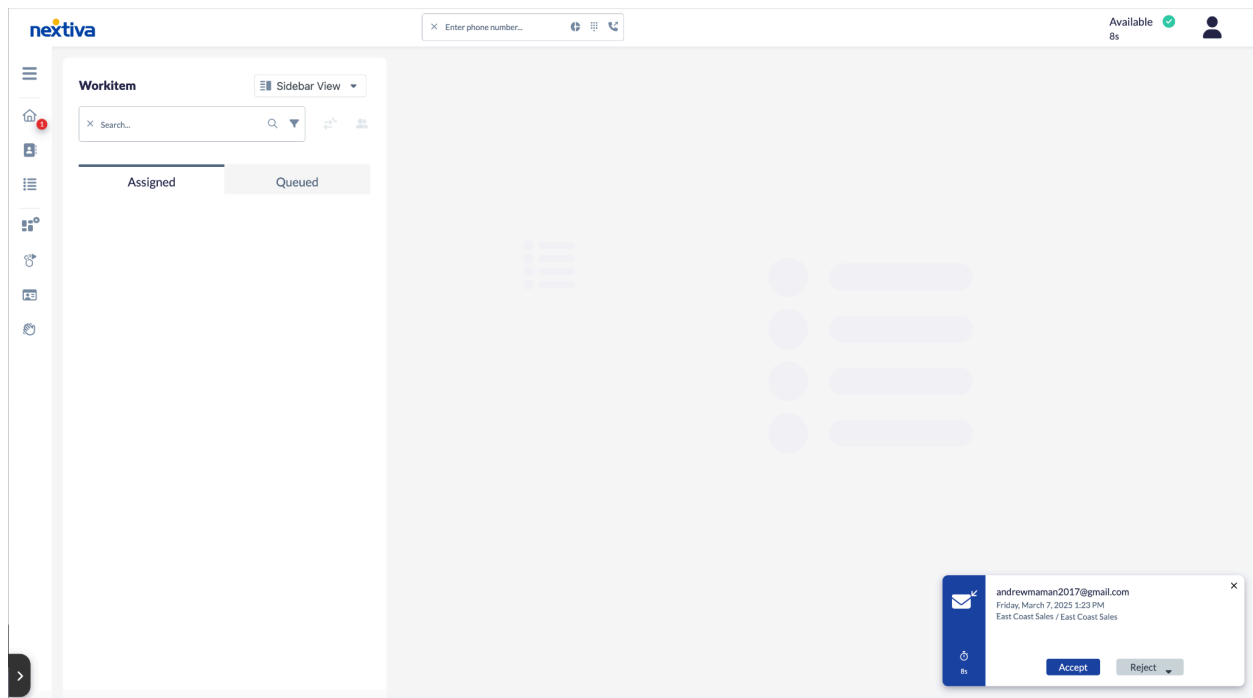 nextiva
Enter phone number...
Available
8s
Workitem
Sidebar View
Search...
1
Assigned
Queued
andrewmaman2017@gmail.com
Friday, March 7, 2025 1:23 PM
East Coast Sales / East Coast Sales
8s
Accept
Reject